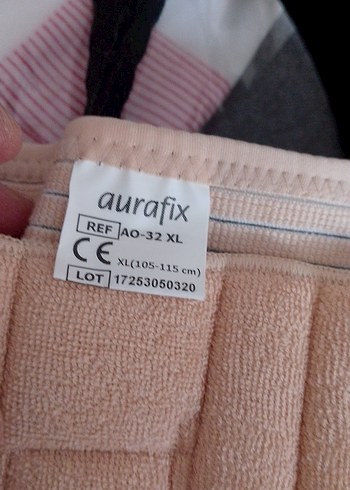 aurafix
REF AO-32 XL
CE XL(105-115 cm)
LOT 17253050320